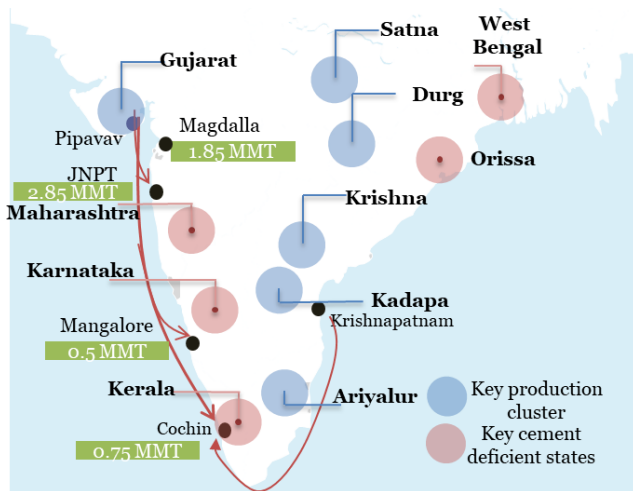 West
Bengal
Satna
Gujarat
Durg
Pipavav
Magdalla
1.85 MMT
Orissa
JNPT
2.85 MMT
Maharashtra
Krishna
Karnataka
Kadapa
Krishnapatnam
Mangalore
0.5 MMT
Kerala
Ariyalur
Key production
cluster
Cochin
Key cement
deficient states
0.75 MMT